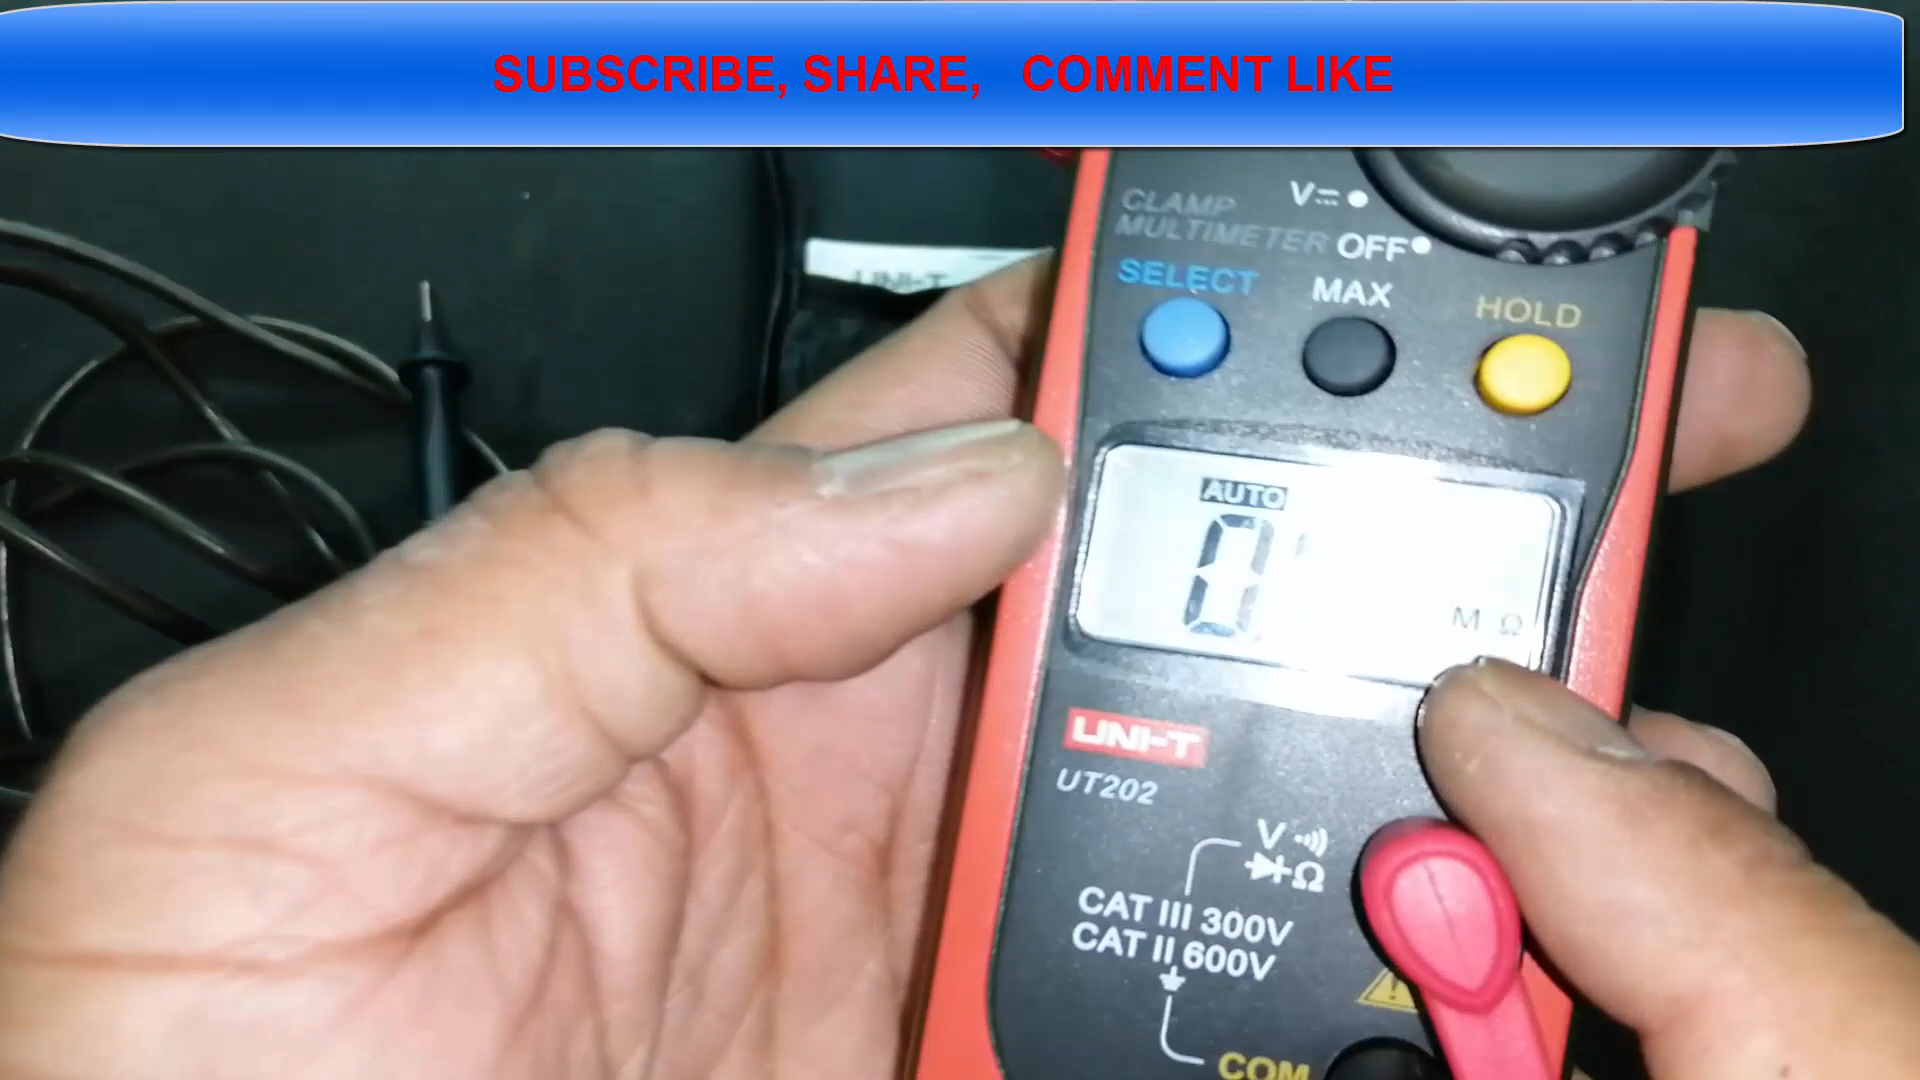 SUBSCRIBE, SHARE, COMMENT LIKE
V
CLAMP
MULTIMETER
OFF
SELECT
MAX
HOLD
UNI-T
AUTO
0
M Ω
UNI-T
UT202
V
Ω
CAT III 300V
CAT II 600V
COM